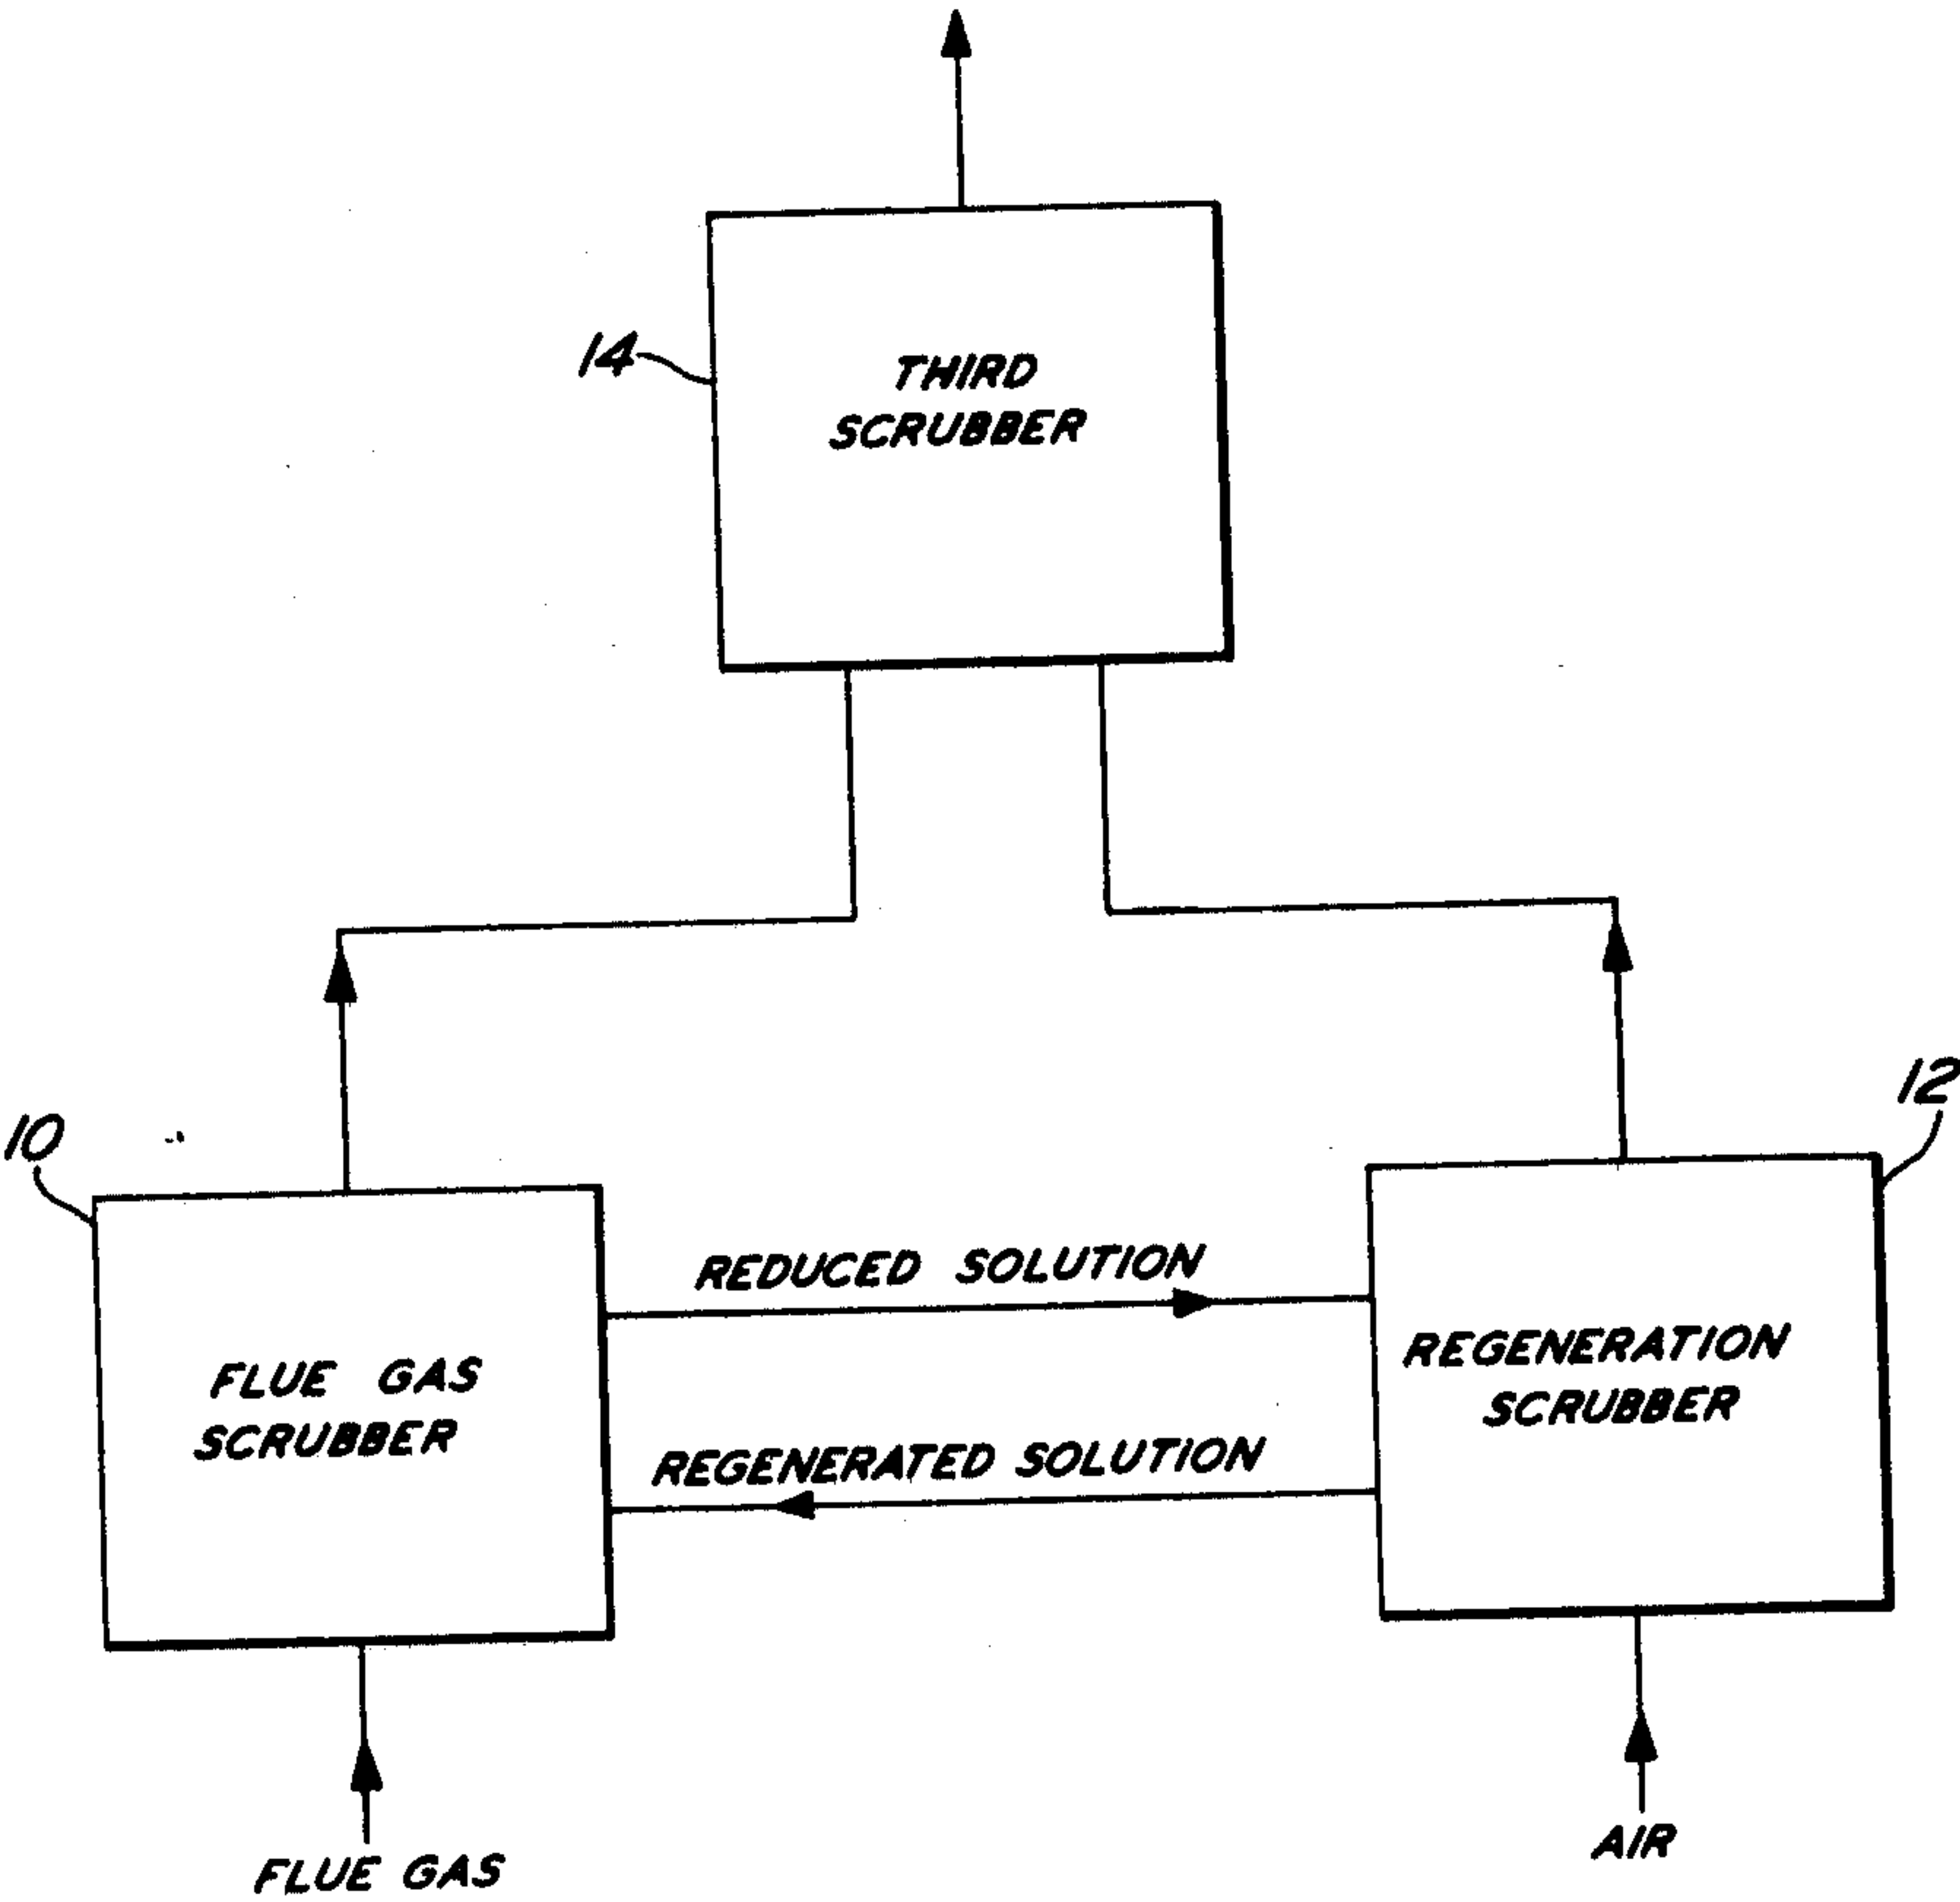 14
THIRD
SCRUBBER
10
12
REDUCED SOLUTION
FLUE GAS
SCRUBBER
REGENERATION
SCRUBBER
REGENERATED SOLUTION
FLUE GAS
AIR